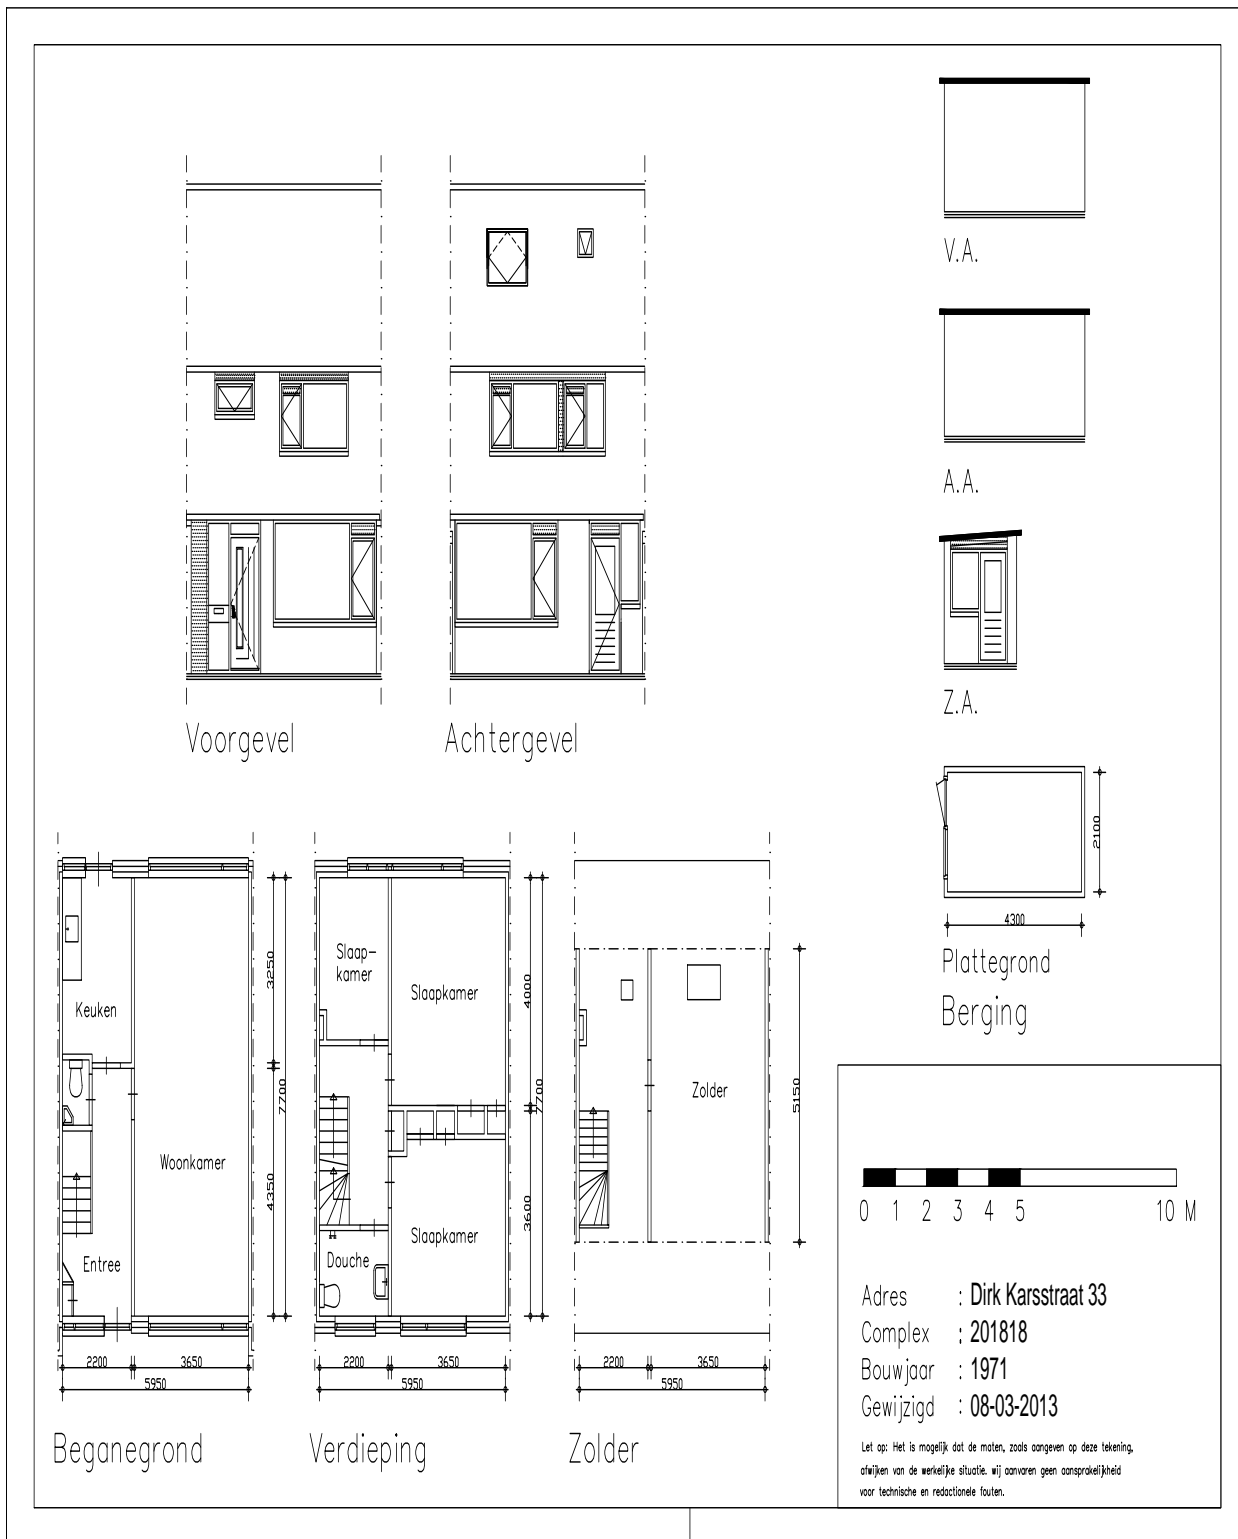 V.A.
A.A.
Z.A.
Voorgevel
Achtergevel
2100
4300
Plattegrond
Berging
Keuken
Woonkamer
Entree
3250
7700
4350
2200
3650
5950
Beganegrond
Slaap-
kamer
Slaapkamer
Slaapkamer
Douche
4000
7700
3600
2200
3650
5950
Verdieping
Zolder
5150
2200
3650
5950
Zolder
0 1 2 3 4 5 10 M
Adres : Dirk Karsstraat 33
Complex : 201818
Bouwjaar : 1971
Gewijzigd : 08-03-2013
Let op: Het is mogelijk dat de maten, zoals aangeven op deze tekening,
afwijken van de werkelijke situatie. wij aanvaren geen aansprakelijkheid
voor technische en redactionele fouten.